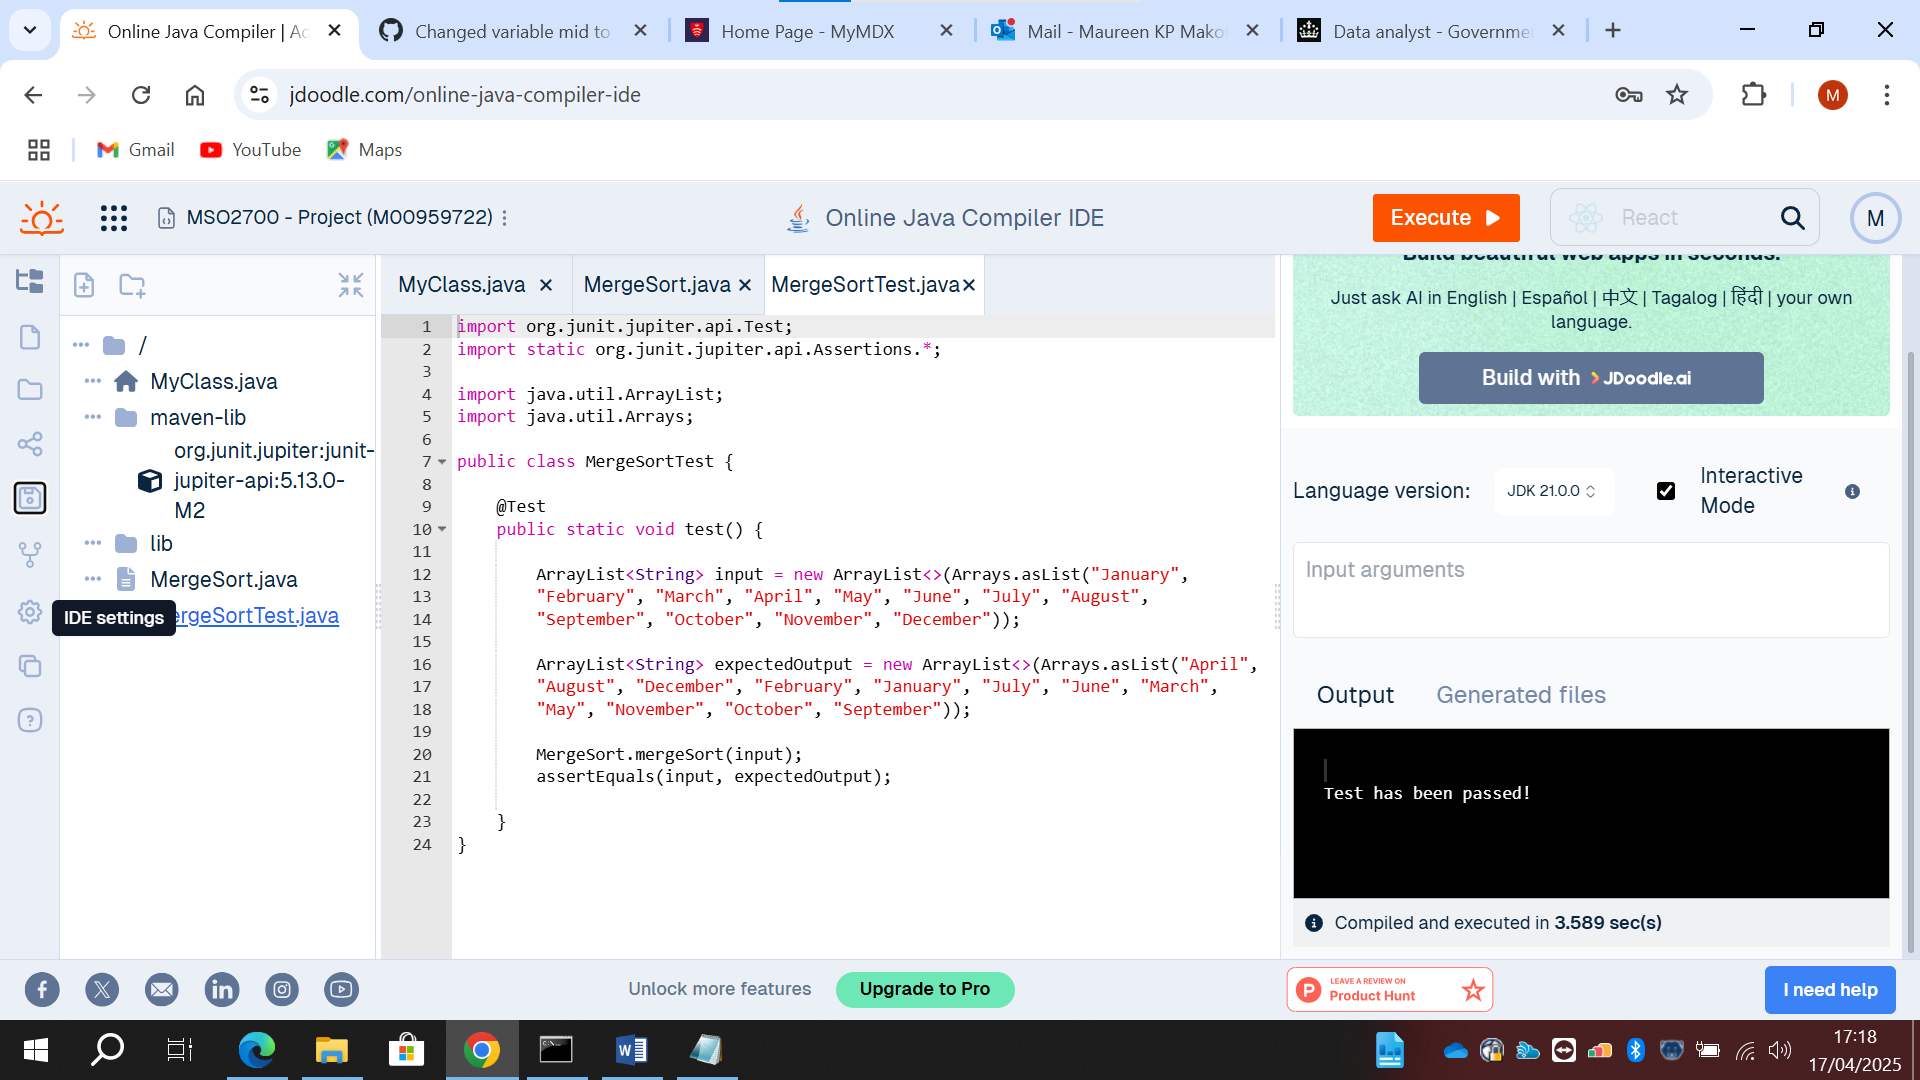 Online Java Compiler | Ac
Changed variable mid to
Home Page - MyMDX
Mail - Maureen KP Mako
Data analyst - Governme
jdoodle.com/online-java-compiler-ide
M
Gmail
YouTube
Maps
MSO2700 - Project (M00959722)
Online Java Compiler IDE
Execute
React
M
MyClass.java
MergeSort.java
MergeSortTest.java
/
MyClass.java
maven-lib
org.junit.jupiter:junit-
jupiter-api:5.13.0-
M2
lib
MergeSort.java
ergeSortTest.java
IDE settings
1 import org.junit.jupiter.api.Test;
2 import static org.junit.jupiter.api.Assertions.*;
3
4 import java.util.ArrayList;
5 import java.util.Arrays;
6
7 public class MergeSortTest {
8
9 @Test
10 public static void test() {
11
12 ArrayList<String> input = new ArrayList<>(Arrays.asList("January",
13 "February", "March", "April", "May", "June", "July", "August",
14 "September", "October", "November", "December"));
15
16 ArrayList<String> expectedOutput = new ArrayList<>(Arrays.asList("April",
17 "August", "December", "February", "January", "July", "June", "March",
18 "May", "November", "October", "September"));
19
20 MergeSort.mergeSort(input);
21 assertEquals(input, expectedOutput);
22
23 }
24 }
Build beautiful web apps in seconds.
Just ask AI in English | Español | 中文 | Tagalog | हिंदी | your own
language.
Build with JDoodle.ai
Language version:
JDK 21.0.0
Interactive
Mode
Input arguments
Output
Generated files
Test has been passed!
Compiled and executed in 3.589 sec(s)
Unlock more features
Upgrade to Pro
LEAVE A REVIEW ON
Product Hunt
I need help
17:18
17/04/2025